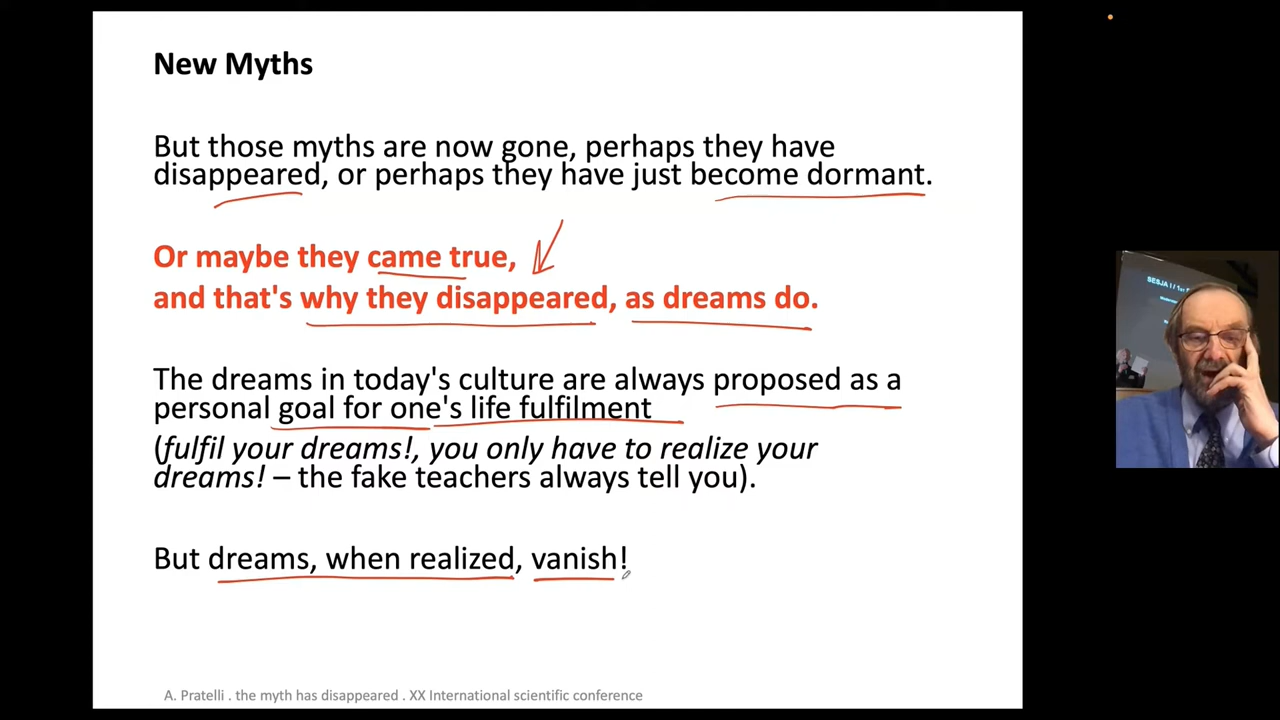 New Myths
But those myths are now gone, perhaps they have
disappeared, or perhaps they have just become dormant.
Or maybe they came true,
and that's why they disappeared, as dreams do.
The dreams in today's culture are always proposed as a
personal goal for one's life fulfilment
(fulfil your dreams!, you only have to realize your
dreams! – the fake teachers always tell you).
But dreams, when realized, vanish!
A. Pratelli . the myth has disappeared . XX International scientific conference
SESJA I / 1